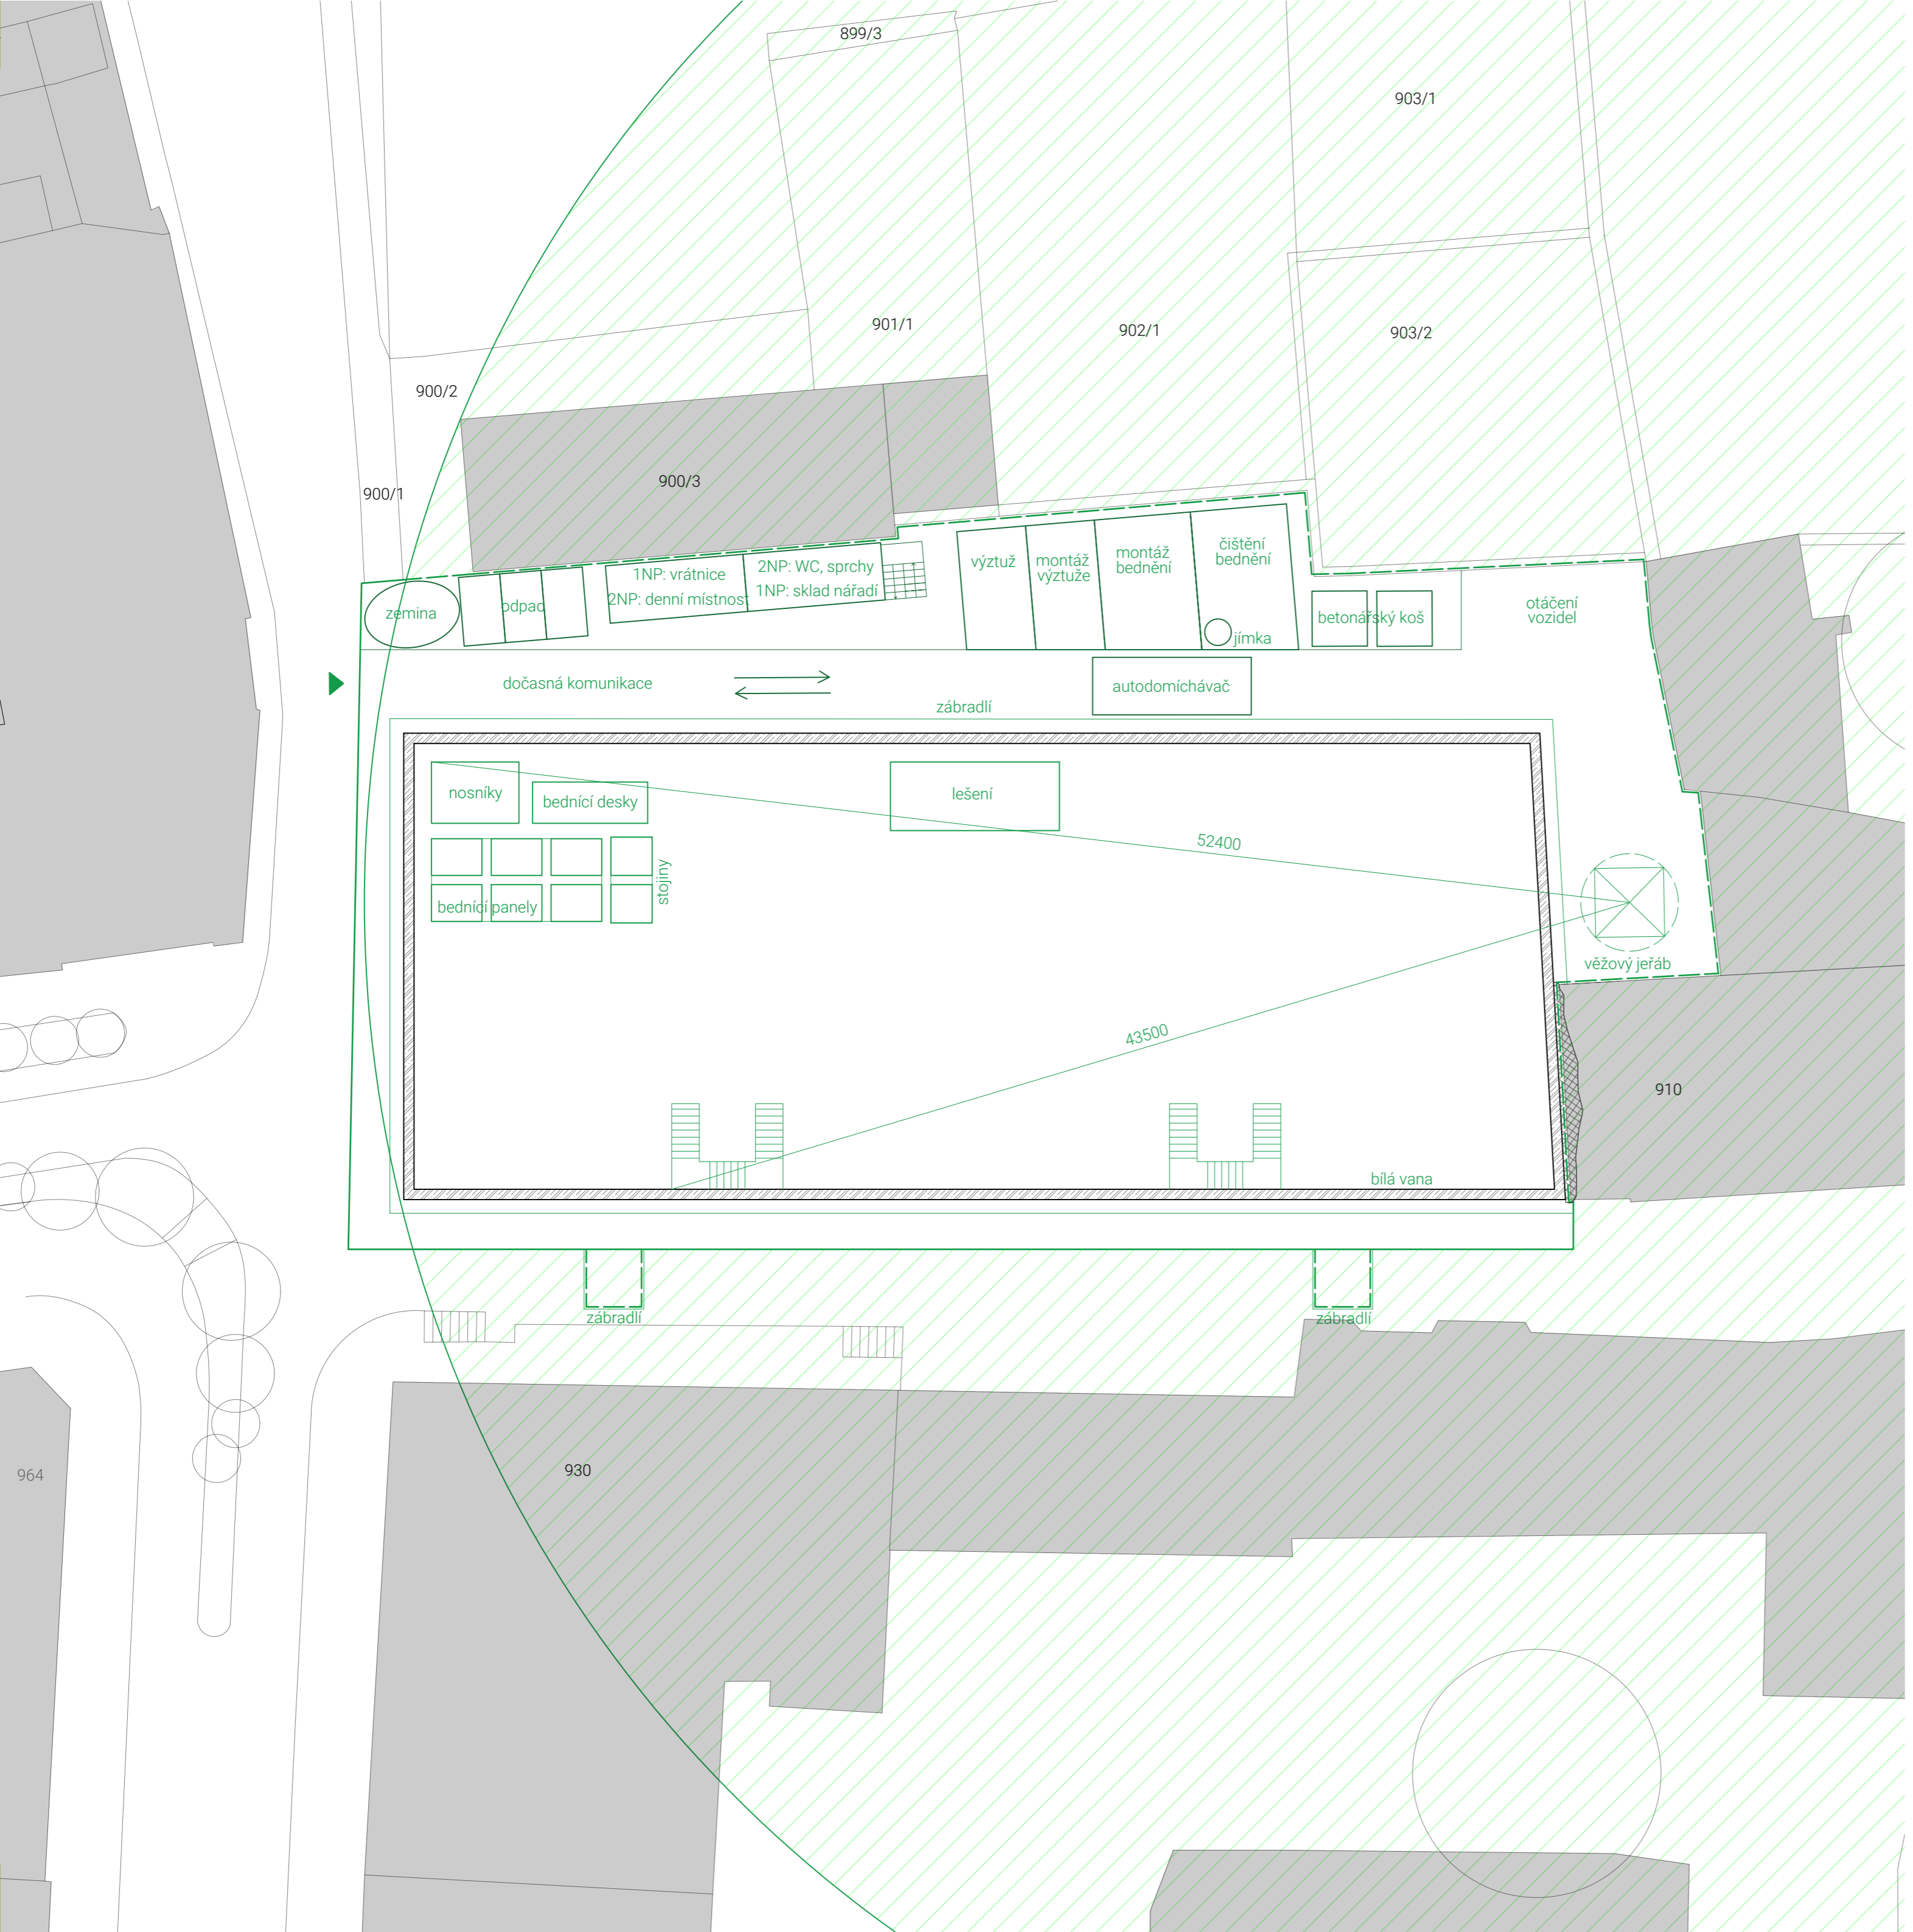 899/3
903/1
901/1
902/1
903/2
900/2
900/3
900/1
zemina
odpad
1NP: vrátnice
2NP: denní místnost
2NP: WC, sprchy
1NP: sklad nářadí
výztuž
montáž
výztuže
montáž
bednění
čištění
bednění
jímka
betonářský koš
otáčení
vozidel
dočasná komunikace
autodomíchávač
zábradlí
nosníky
bednící desky
lešení
stojiny
bednící panely
52400
věžový jeřáb
43500
910
bílá vana
zábradlí
zábradlí
930
964